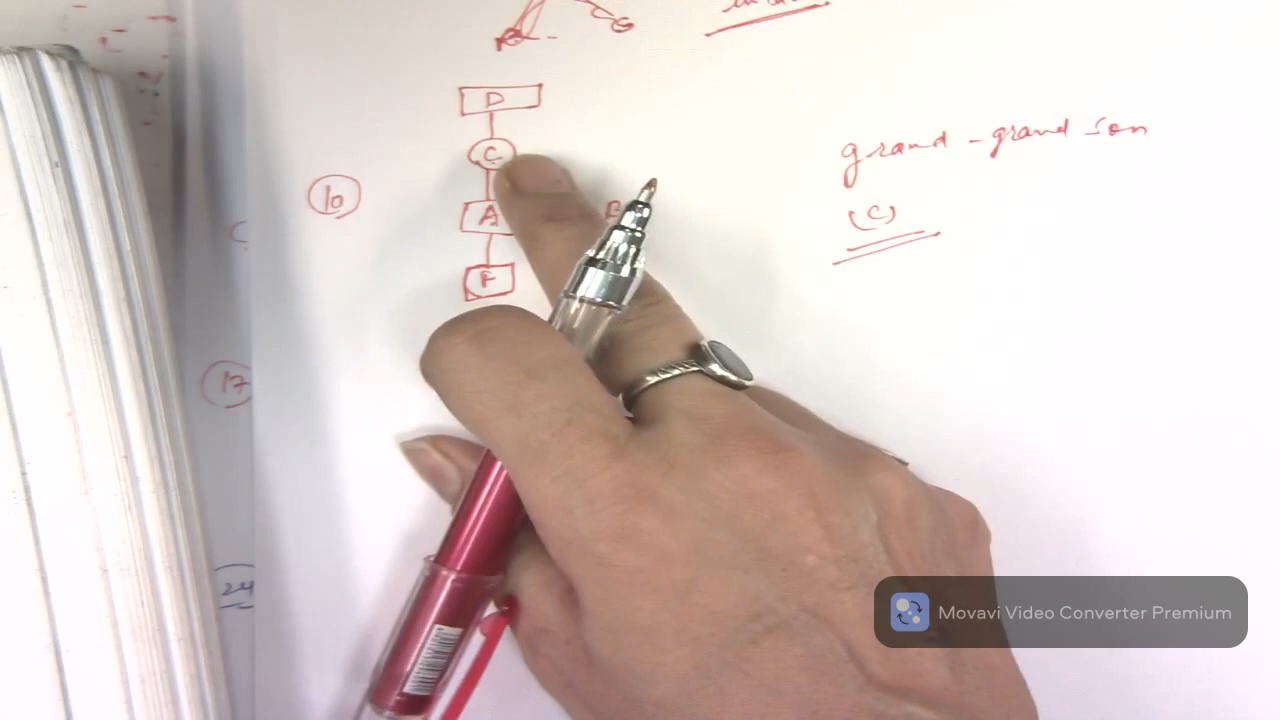 D
C
10
A
B
F
grand-grand son
(C)
17
24
Movavi Video Converter Premium